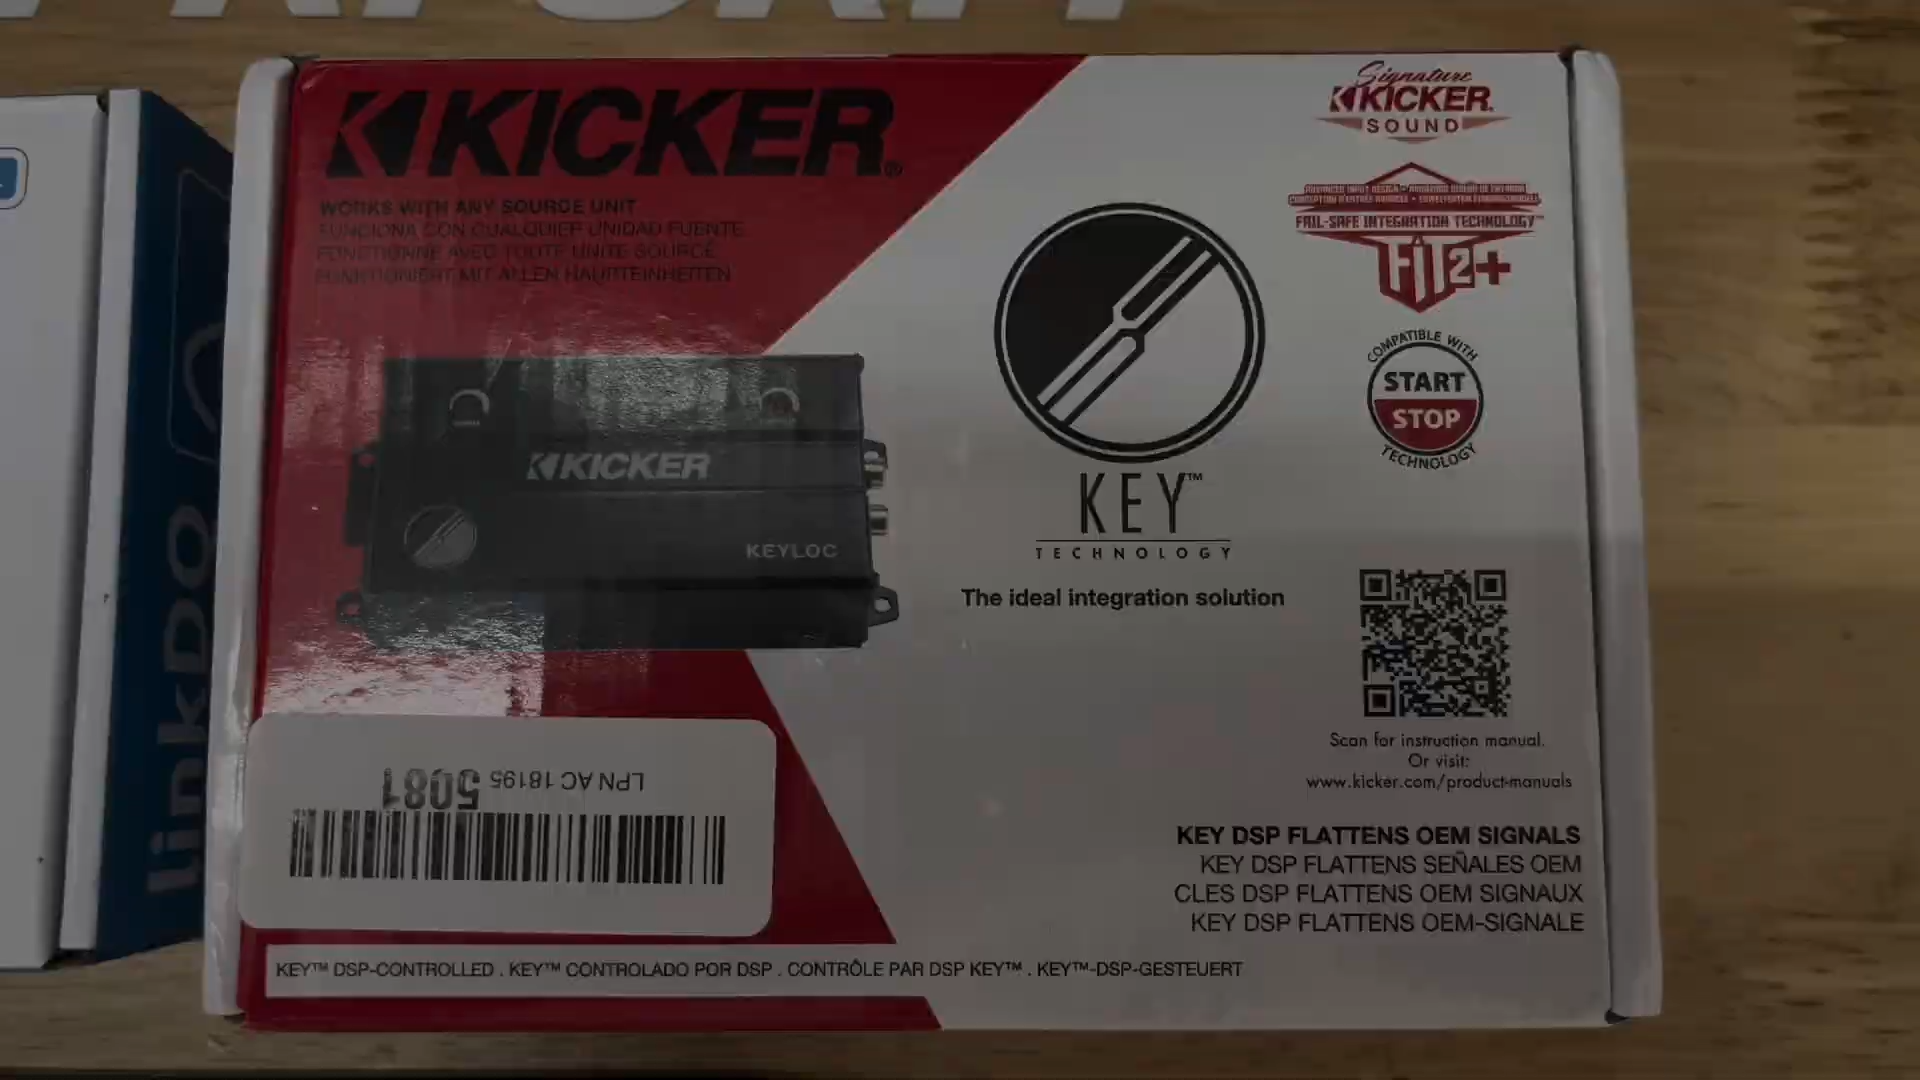 KICKER®
WORKS WITH ANY SOURCE UNIT
FUNCIONA CON CUALQUIER UNIDAD FUENTE
FONCTIONNE AVEC TOUTE UNITÉ SOURCE
FUNKTIONIERT MIT ALLEN HAUPTEINHEITEN
KICKER
KEYLOC
LPN AC 18195 5081
KEY™
TECHNOLOGY
The ideal integration solution
Signature
KICKER
SOUND
FAIL-SAFE INTEGRATION TECHNOLOGY™
FiT2+
COMPATIBLE WITH
START
STOP
TECHNOLOGY
Scan for instruction manual.
Or visit:
www.kicker.com/product-manuals
KEY DSP FLATTENS OEM SIGNALS
KEY DSP FLATTENS SEÑALES OEM
CLES DSP FLATTENS OEM SIGNAUX
KEY DSP FLATTENS OEM-SIGNALE
KEY™ DSP-CONTROLLED . KEY™ CONTROLADO POR DSP . CONTRÔLE PAR DSP KEY™ . KEY™-DSP-GESTEUERT
linkDO